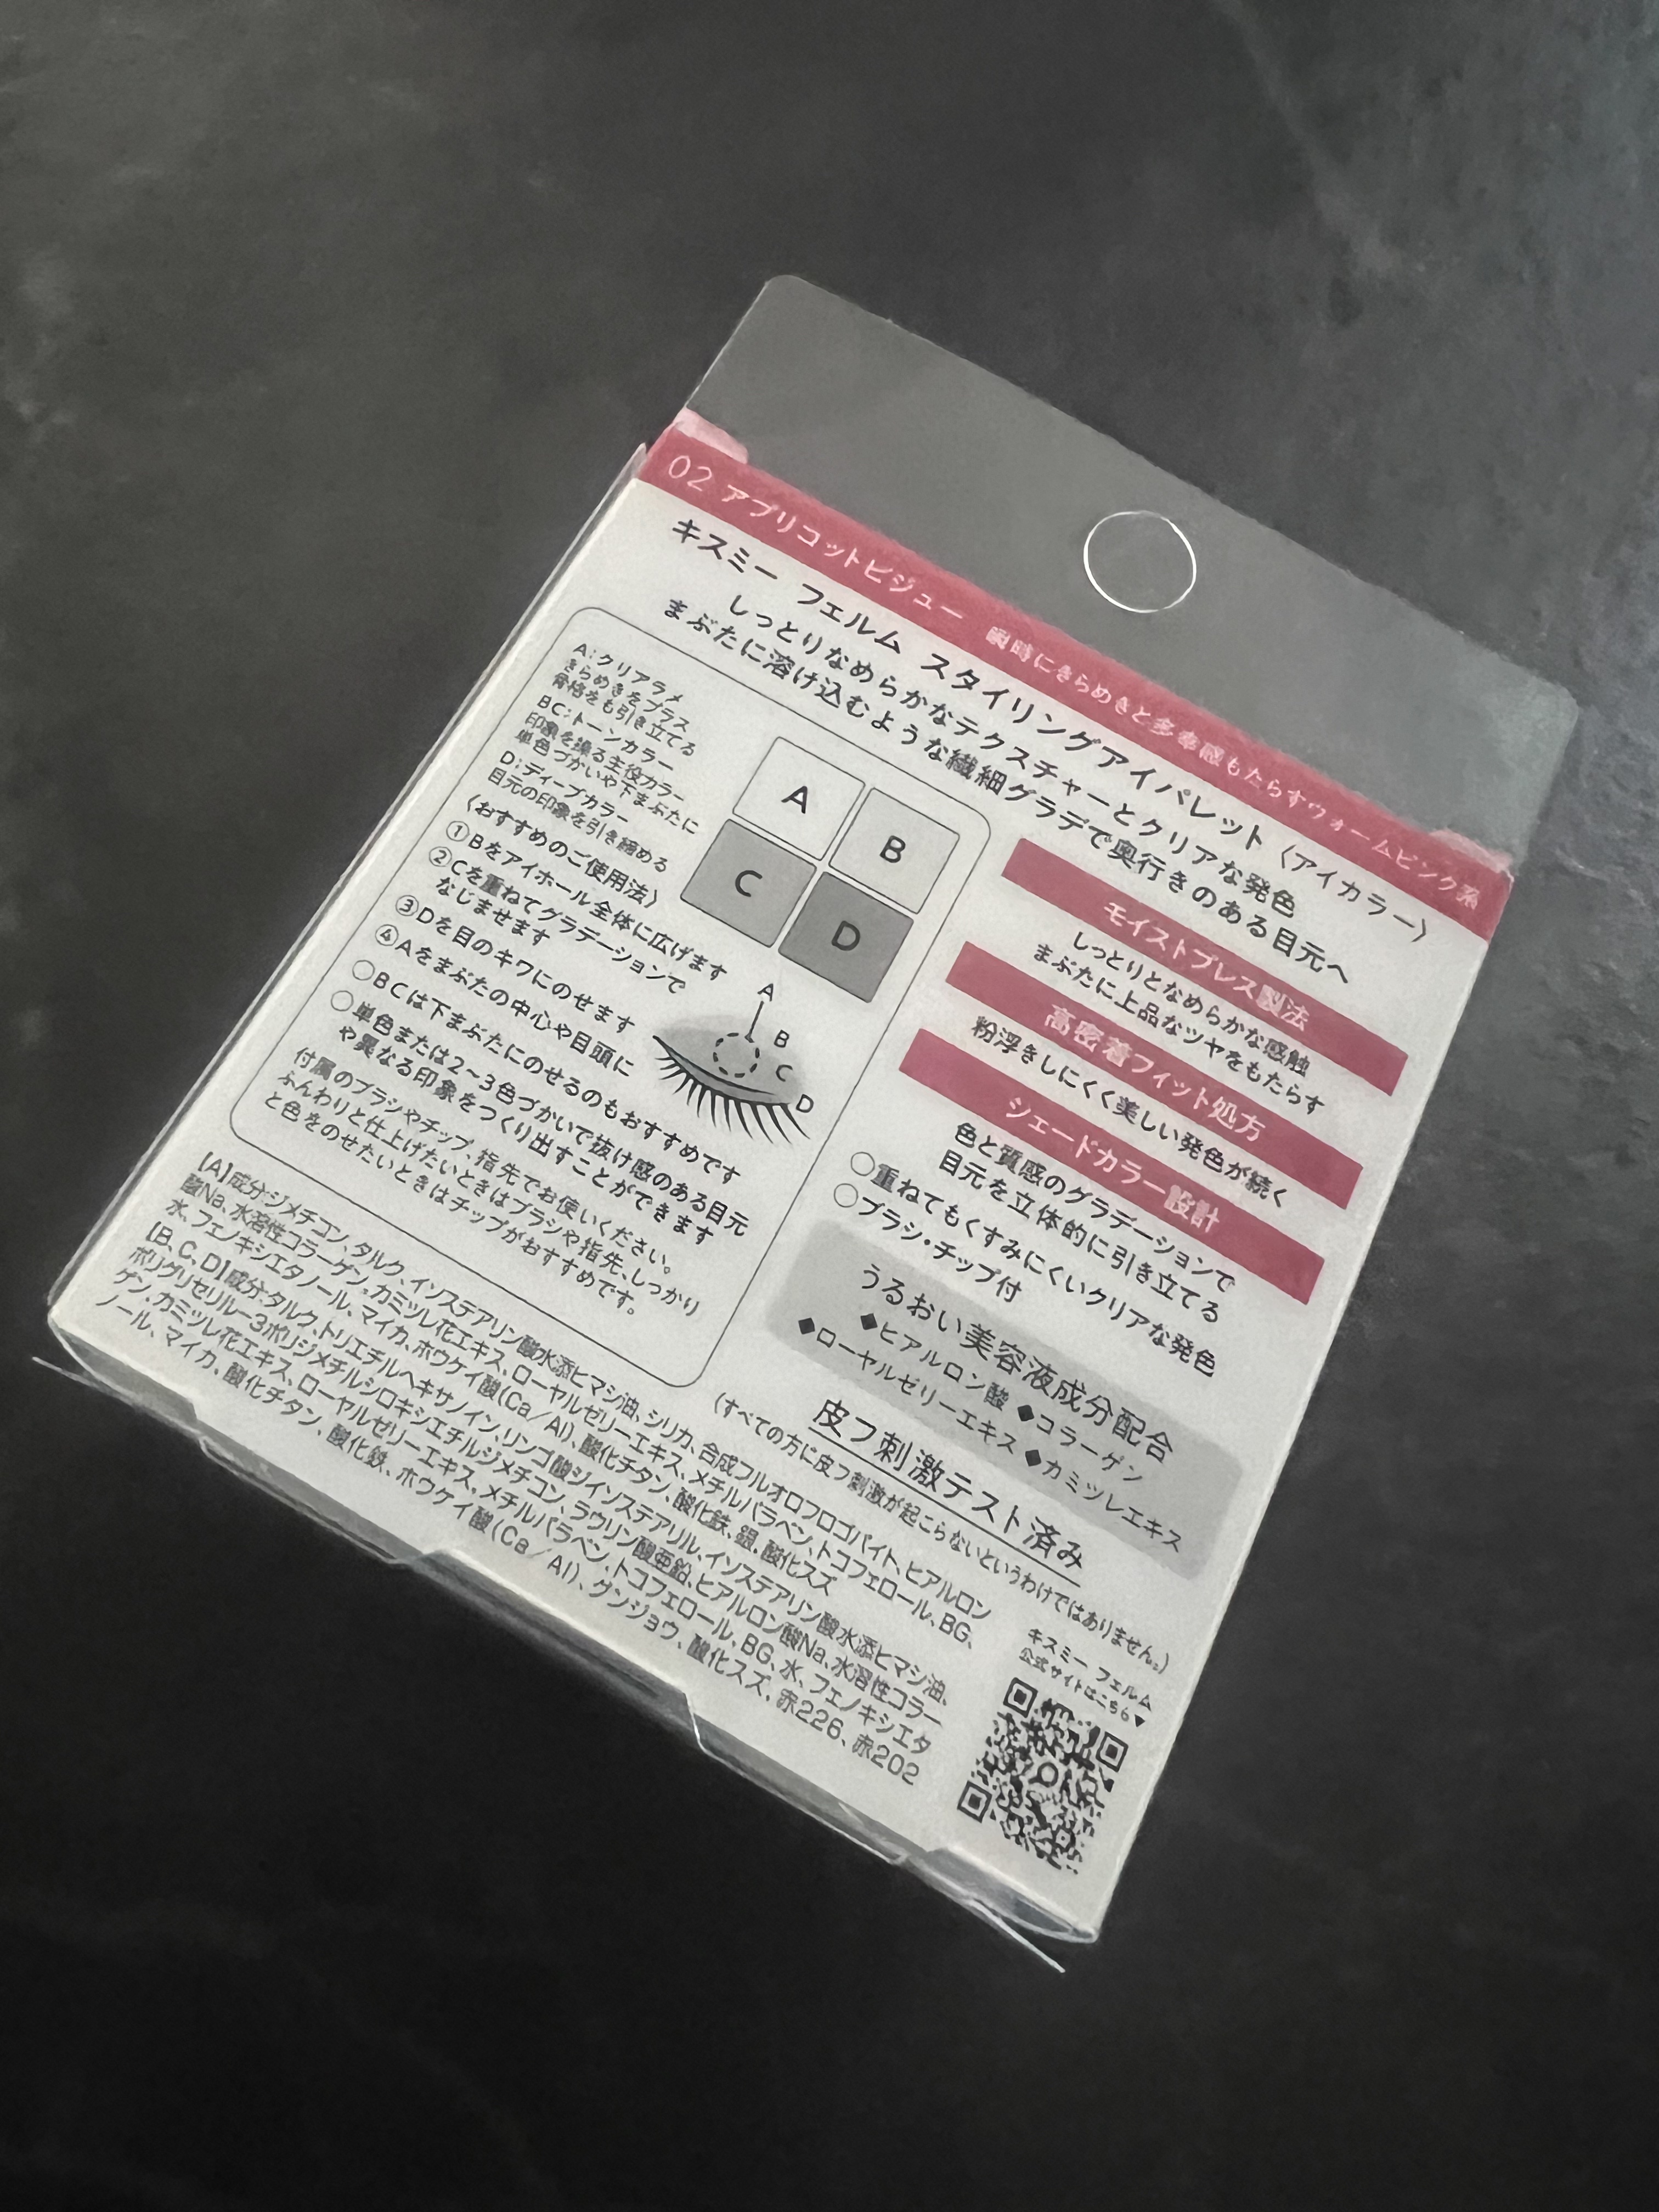 02 アプリコットビジュー 瞬時にきらめきと多幸感もたらすウォームピンク系
キスミー フェルム スタイリングアイパレット〈アイカラー〉
しっとりなめらかなテクスチャーとクリアな発色
まぶたに溶け込むような繊細グラデで奥行きのある目元へ
A:クリアラメ
きらめきをプラス
骨格をも引き立てる
BC:トーンカラー
印象を操る主役カラー
単色づかいや下まぶたに
D:ディープカラー
目元の印象を引き締める
A
B
C
D
〈おすすめのご使用法〉
①Bをアイホール全体に広げます
②Cを重ねてグラデーションで
なじませます
③Dを目のキワにのせます
④Aをまぶたの中心や目頭に
○BCは下まぶたにのせるのもおすすめです
○単色または2~3色づかいで抜け感のある目元
や異なる印象をつくり出すことができます
付属のブラシやチップ、指先でお使いください。
ふんわりと仕上げたいときはブラシや指先、しっかり
と色をのせたいときはチップがおすすめです。
A
B
C
D
モイストプレス製法
しっとりとなめらかな感触
まぶたに上品なツヤをもたらす
高密着フィット処方
粉浮きしにくく美しい発色が続く
シェードカラー設計
色と質感のグラデーションで
目元を立体的に引き立てる
○重ねてもくすみにくいクリアな発色
○ブラシ・チップ付
うるおい美容液成分配合
◆ヒアルロン酸 ◆コラーゲン
◆ローヤルゼリーエキス ◆カミツレエキス
皮フ刺激テスト済み
(すべての方に皮フ刺激が起こらないというわけではありません。)
【A】成分:ジメチコン、タルク、イソステアリン酸水添ヒマシ油、シリカ、合成フルオロフロゴパイト、ヒアルロン
酸Na、水溶性コラーゲン、カミツレ花エキス、ローヤルゼリーエキス、メチルパラベン、トコフェロール、BG、
水、フェノキシエタノール、マイカ、ホウケイ酸(Ca/Al)、酸化チタン、酸化鉄、銀、酸化スズ
【B、C、D】成分:タルク、トリエチルヘキサノイン、リンゴ酸ジイソステアリル、イソステアリン酸水添ヒマシ油、
ポリグリセリル-3ポリジメチルシロキシエチルジメチコン、ラウリン酸亜鉛、ヒアルロン酸Na、水溶性コラー
ゲン、カミツレ花エキス、ローヤルゼリーエキス、メチルパラベン、トコフェロール、BG、水、フェノキシエタ
ノール、マイカ、酸化チタン、酸化鉄、ホウケイ酸(Ca/Al)、グンジョウ、酸化スズ、赤226、赤202
キスミー フェルム
公式サイトはこちら▼